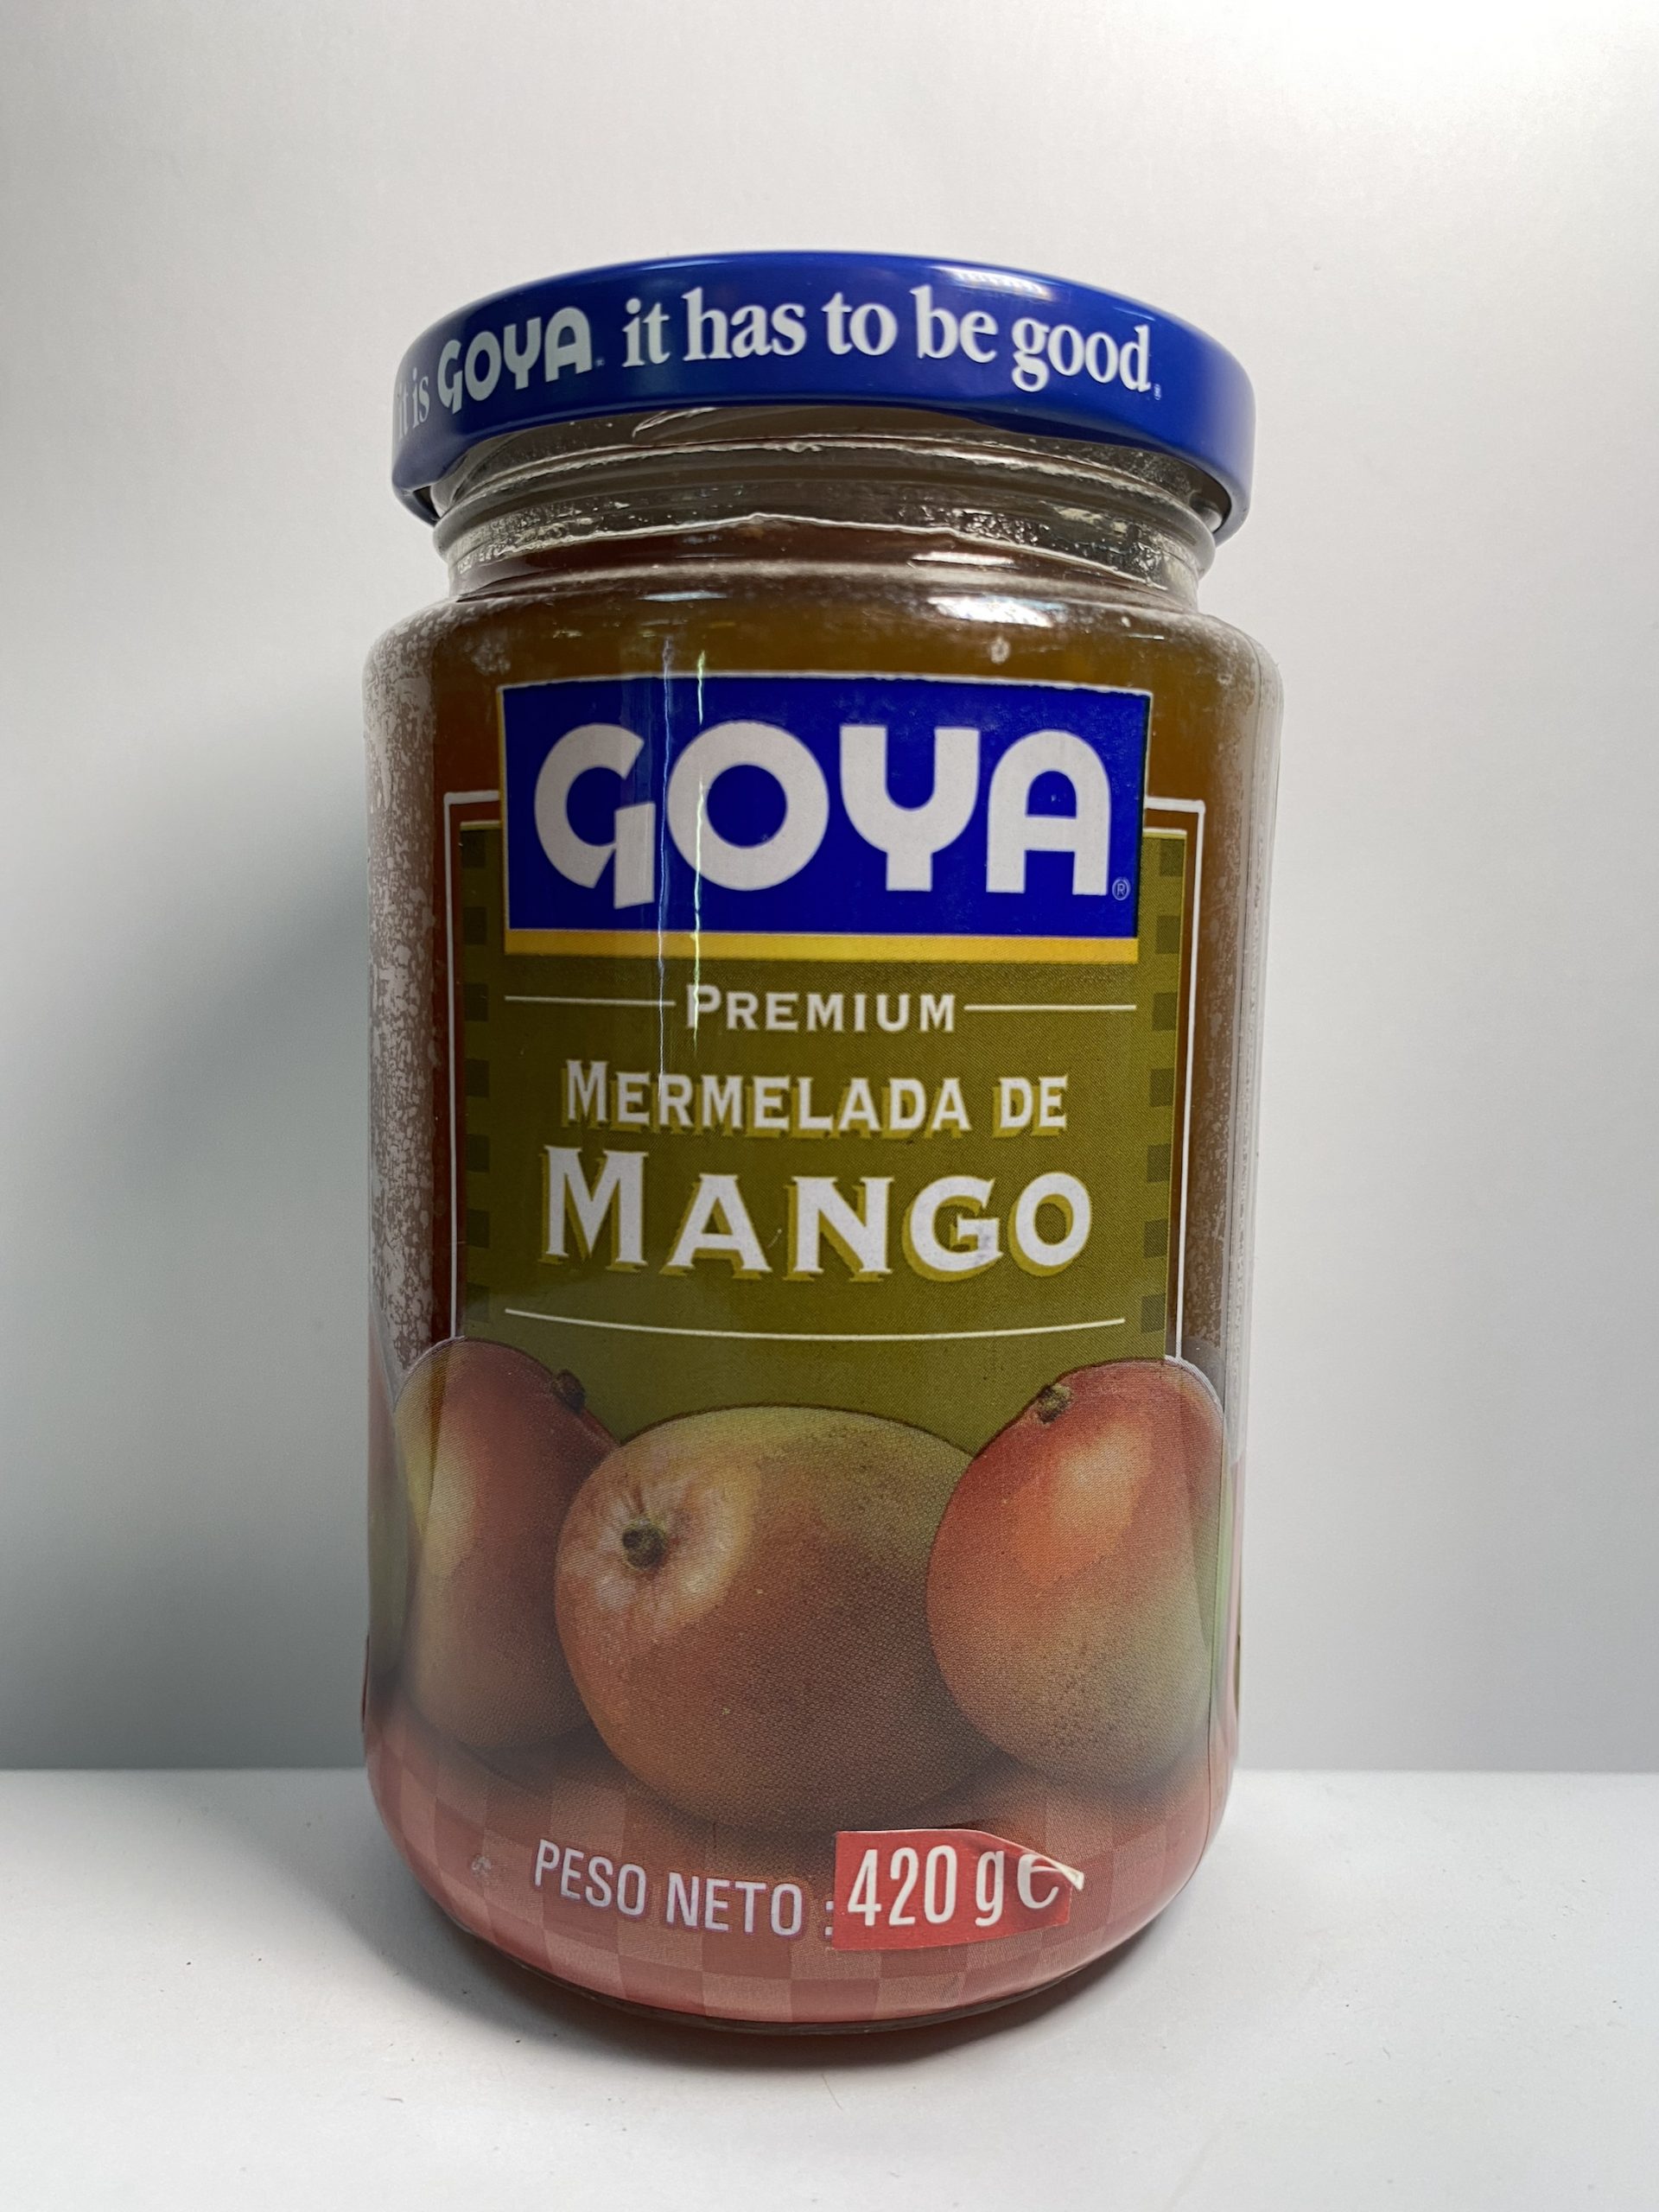 it is GOYA it has to be good
GOYA®
PREMIUM
MERMELADA DE
MANGO
PESO NETO : 420 g e